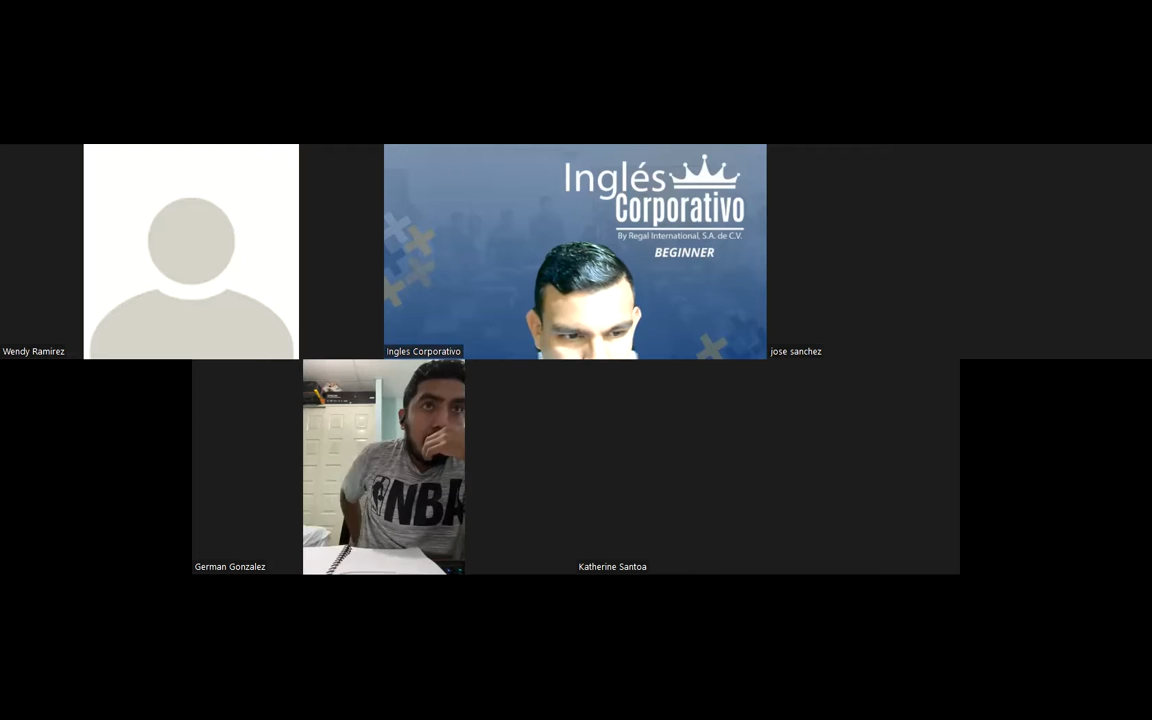 Inglés
Corporativo
By Regal International, S.A. de C.V.
BEGINNER
Wendy Ramirez
Ingles Corporativo
jose sanchez
NBA
German Gonzalez
Katherine Santoa